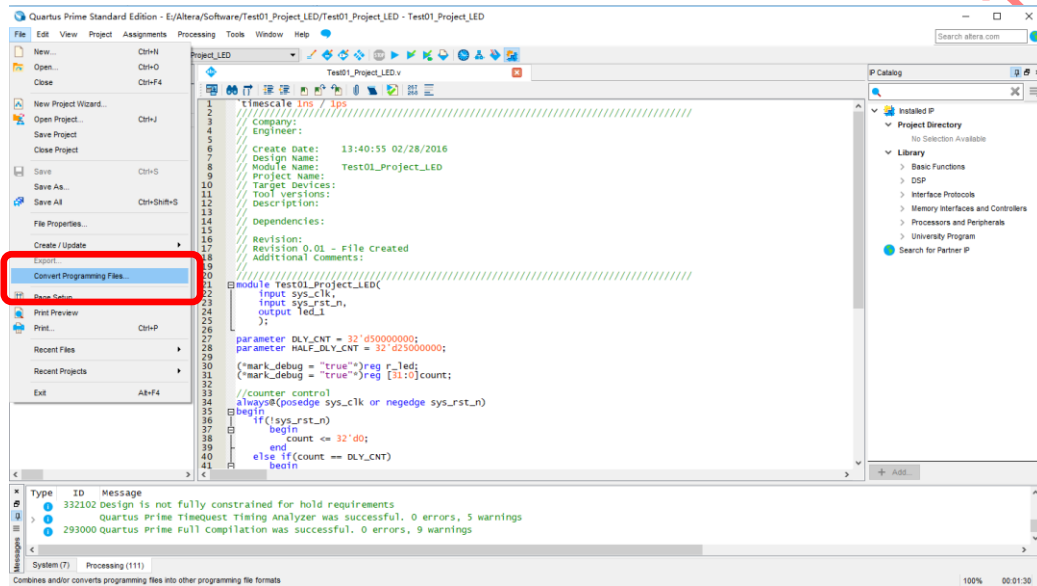 Quartus Prime Standard Edition - E:/Altera/Software/Test01_Project_LED/Test01_Project_LED - Test01_Project_LED
File Edit View Project Assignments Processing Tools Window Help
Search altera.com
New... Ctrl+N
Open... Ctrl+O
Close Ctrl+F4
New Project Wizard...
Open Project... Ctrl+J
Save Project
Close Project
Save Ctrl+S
Save As...
Save All Ctrl+Shift+S
File Properties...
Create / Update
Export...
Convert Programming Files...
Page Setup...
Print Preview
Print... Ctrl+P
Recent Files
Recent Projects
Exit Alt+F4
Project_LED
Test01_Project_LED.v
1 `timescale 1ns / 1ps
2 //////////////////////////////////////////////////////////////////////////////////
3 // Company:
4 // Engineer:
5 //
6 // Create Date: 13:40:55 02/28/2016
7 // Design Name:
8 // Module Name: Test01_Project_LED
9 // Project Name:
10 // Target Devices:
11 // Tool versions:
12 // Description:
13 //
14 // Dependencies:
15 //
16 // Revision:
17 // Revision 0.01 - File Created
18 // Additional Comments:
19 //
20 //////////////////////////////////////////////////////////////////////////////////
21 module Test01_Project_LED(
22 input sys_clk,
23 input sys_rst_n,
24 output led_1
25 );
26
27 parameter DLY_CNT = 32'd50000000;
28 parameter HALF_DLY_CNT = 32'd25000000;
29
30 (*mark_debug = "true"*)reg r_led;
31 (*mark_debug = "true"*)reg [31:0]count;
32
33 //counter control
34 always@(posedge sys_clk or negedge sys_rst_n)
35 begin
36 if(!sys_rst_n)
37 begin
38 count <= 32'd0;
39 end
40 else if(count == DLY_CNT)
41 begin
IP Catalog
Installed IP
Project Directory
No Selection Available
Library
Basic Functions
DSP
Interface Protocols
Memory Interfaces and Controllers
Processors and Peripherals
University Program
Search for Partner IP
+ Add...
Messages
Type ID Message
332102 Design is not fully constrained for hold requirements
Quartus Prime TimeQuest Timing Analyzer was successful. 0 errors, 5 warnings
293000 Quartus Prime Full Compilation was successful. 0 errors, 9 warnings
System (7) Processing (111)
Combines and/or converts programming files into other programming file formats
100% 00:01:30